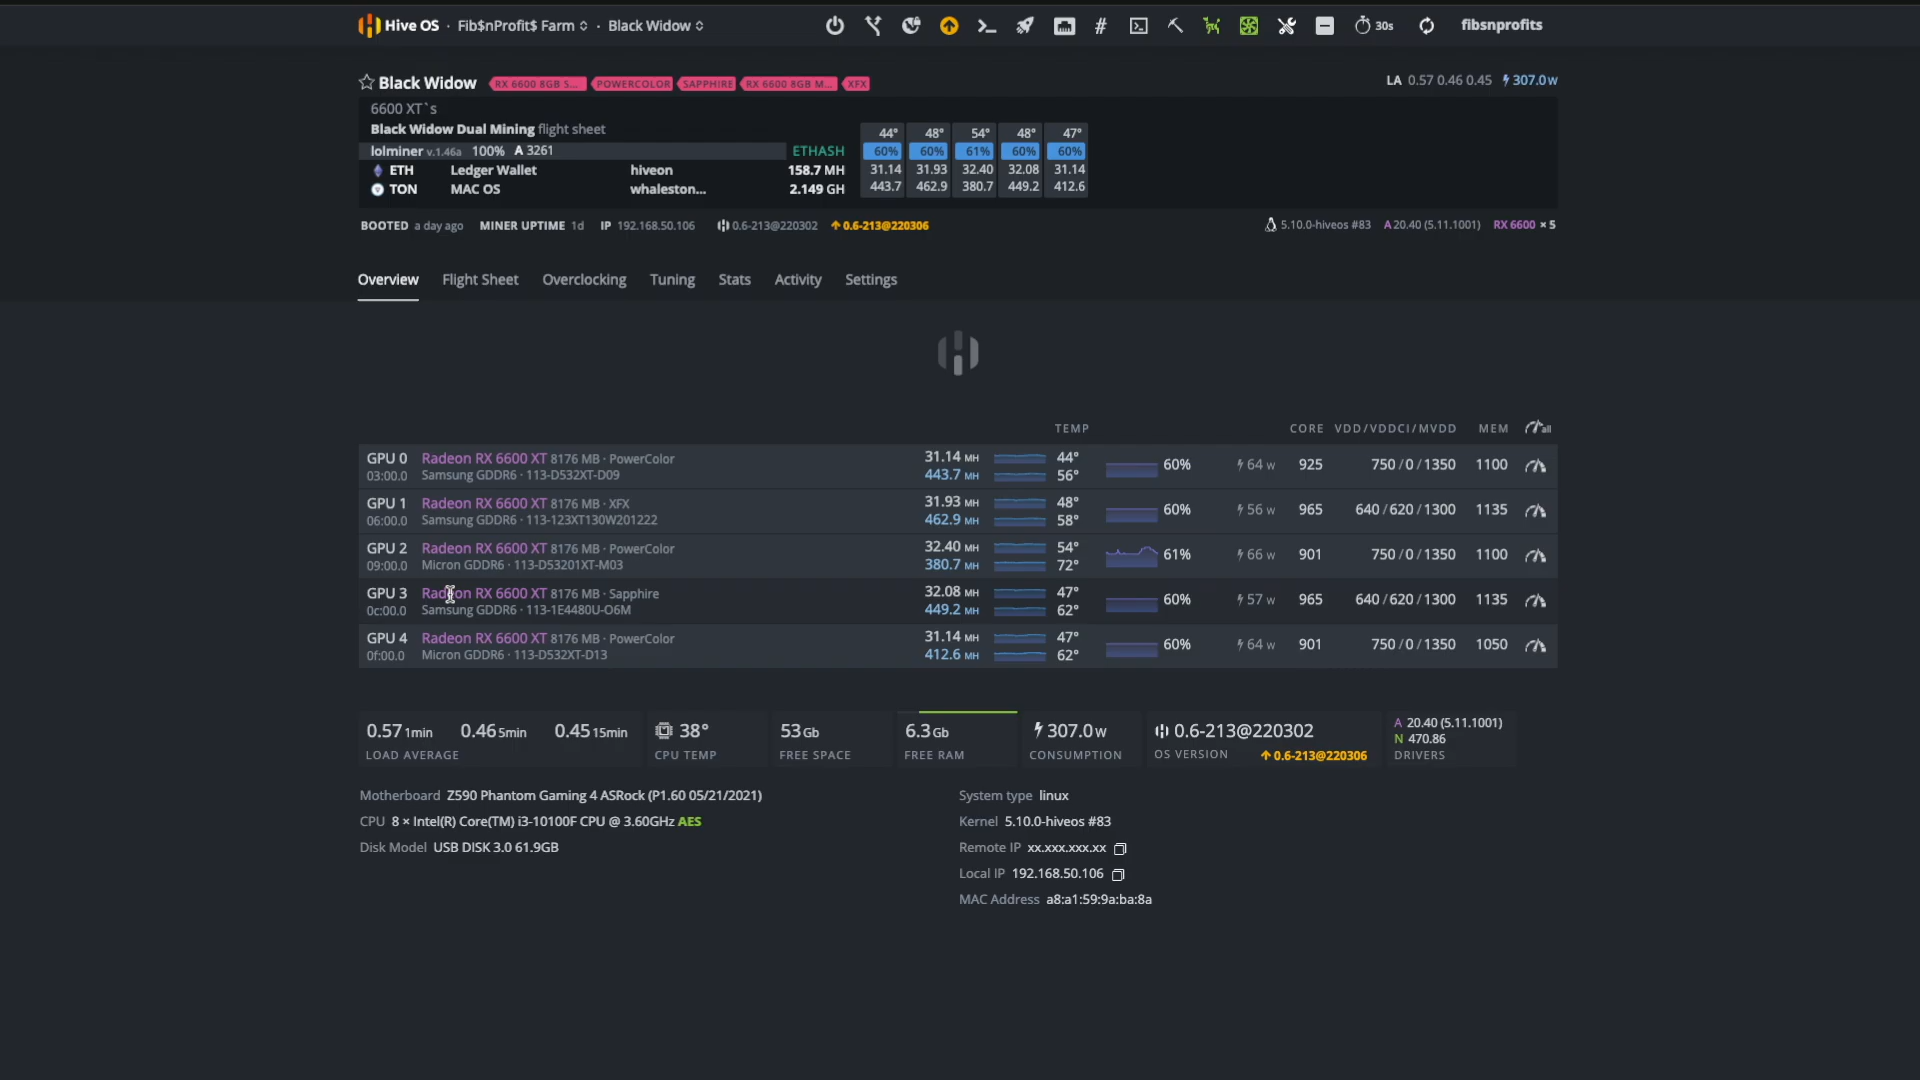 Hive OS · Fib$nProfit$ Farm · Black Widow # 30s fibsnprofits
Black Widow RX 6600 8GB S... POWERCOLOR SAPPHIRE RX 6600 8GB M... XFX LA 0.57 0.46 0.45 307.0 W
6600 XT`s
Black Widow Dual Mining flight sheet 44° 48° 54° 48° 47°
lolminer v.1.46a 100% A 3261 ETHASH 60% 60% 61% 60% 60%
ETH Ledger Wallet hiveon 158.7 MH 31.14 31.93 32.40 32.08 31.14
TON MAC OS whaleston... 2.149 GH 443.7 462.9 380.7 449.2 412.6
BOOTED a day ago MINER UPTIME 1d IP 192.168.50.106 0.6-213@220302 0.6-213@220306 5.10.0-hiveos #83 A 20.40 (5.11.1001) RX 6600 × 5
Overview Flight Sheet Overclocking Tuning Stats Activity Settings
TEMP CORE VDD/VDDCI/MVDD MEM all
GPU 0 Radeon RX 6600 XT 8176 MB · PowerColor 31.14 MH 44° 60% 64 W 925 750 / 0 / 1350 1100
03:00.0 Samsung GDDR6 · 113-D532XT-D09 443.7 MH 56°
GPU 1 Radeon RX 6600 XT 8176 MB · XFX 31.93 MH 48° 60% 56 W 965 640 / 620 / 1300 1135
06:00.0 Samsung GDDR6 · 113-123XT130W201222 462.9 MH 58°
GPU 2 Radeon RX 6600 XT 8176 MB · PowerColor 32.40 MH 54° 61% 66 W 901 750 / 0 / 1350 1100
09:00.0 Micron GDDR6 · 113-D53201XT-M03 380.7 MH 72°
GPU 3 Radeon RX 6600 XT 8176 MB · Sapphire 32.08 MH 47° 60% 57 W 965 640 / 620 / 1300 1135
0c:00.0 Samsung GDDR6 · 113-1E4480U-O6M 449.2 MH 62°
GPU 4 Radeon RX 6600 XT 8176 MB · PowerColor 31.14 MH 47° 60% 64 W 901 750 / 0 / 1350 1050
0f:00.0 Micron GDDR6 · 113-D532XT-D13 412.6 MH 62°
0.57 1min 0.46 5min 0.45 15min 38° 53 Gb 6.3 Gb 307.0 W 0.6-213@220302 A 20.40 (5.11.1001)
N 470.86
LOAD AVERAGE CPU TEMP FREE SPACE FREE RAM CONSUMPTION OS VERSION 0.6-213@220306 DRIVERS
Motherboard Z590 Phantom Gaming 4 ASRock (P1.60 05/21/2021) System type linux
CPU 8 × Intel(R) Core(TM) i3-10100F CPU @ 3.60GHz AES Kernel 5.10.0-hiveos #83
Disk Model USB DISK 3.0 61.9GB Remote IP xx.xxx.xxx.xx
Local IP 192.168.50.106
MAC Address a8:a1:59:9a:ba:8a